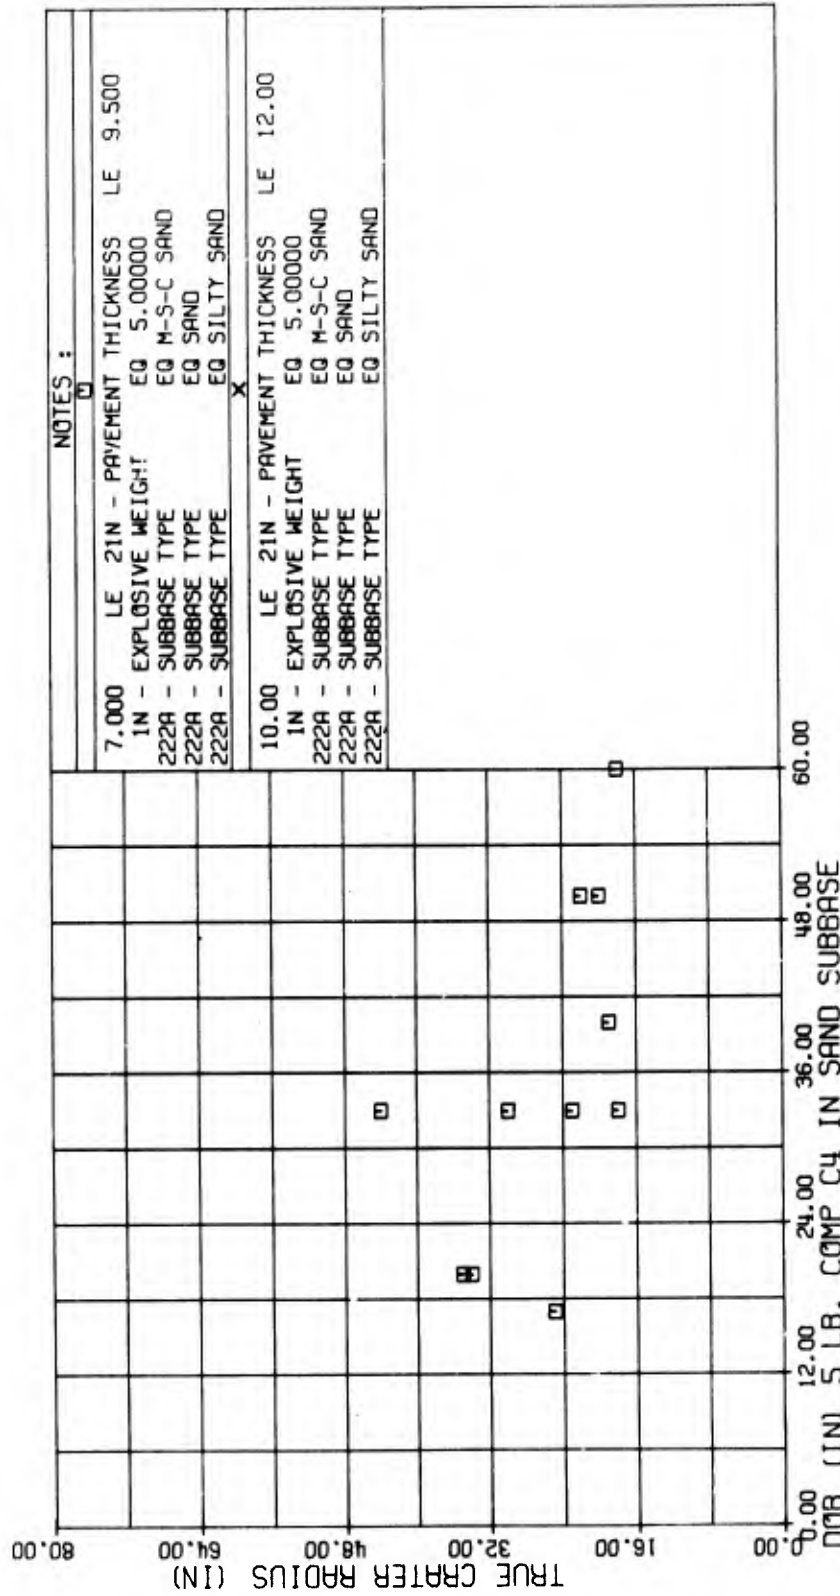 NOTES :
7.000 LE 21N - PAVEMENT THICKNESS LE 9.500
1N - EXPLOSIVE WEIGHT EQ 5.00000
222A - SUBBASE TYPE EQ M-S-C SAND
222A - SUBBASE TYPE EQ SAND
222A - SUBBASE TYPE EQ SILTY SAND
X
10.00 LE 21N - PAVEMENT THICKNESS LE 12.00
1N - EXPLOSIVE WEIGHT EQ 5.00000
222A - SUBBASE TYPE EQ M-S-C SAND
222A - SUBBASE TYPE EQ SAND
222A - SUBBASE TYPE EQ SILTY SAND
TRUE CRATER RADIUS (IN)
80.00
64.00
48.00
32.00
16.00
0.00
0.00 12.00 24.00 36.00 48.00 60.00
DOB (IN) 5 LB. COMP C4 IN SAND SUBBASE